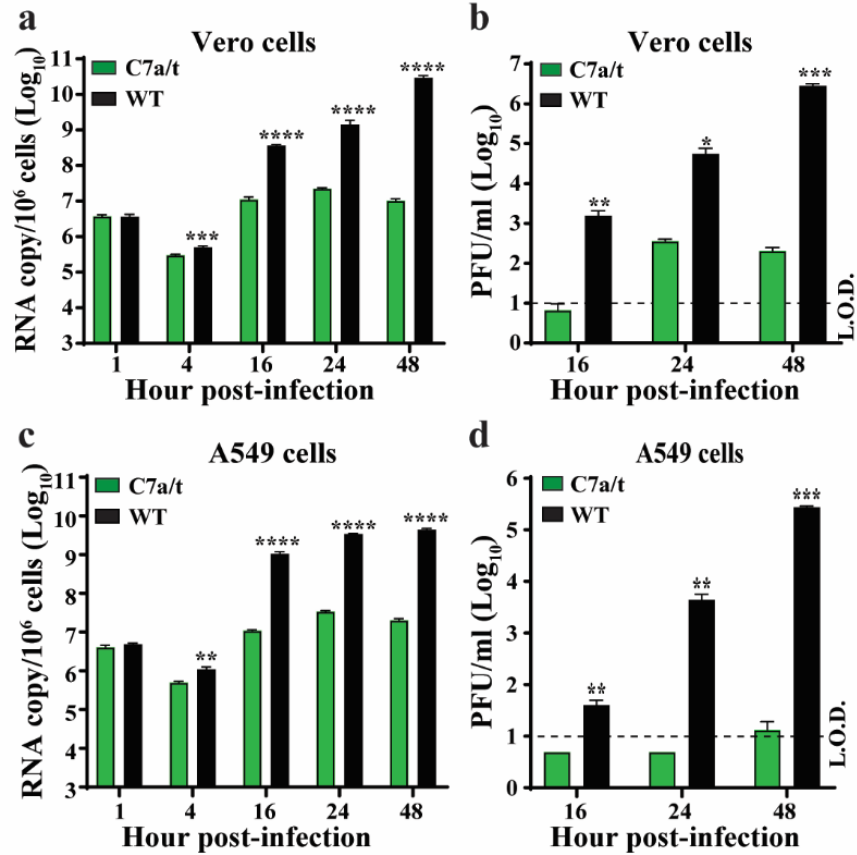 a
Vero cells
RNA copy/10⁶ cells (Log₁₀)
11
10
9
8
7
6
5
4
3
C7a/t
WT
***
****
****
****
1 4 16 24 48
Hour post-infection
b
Vero cells
PFU/ml (Log₁₀)
7
6
5
4
3
2
1
0
C7a/t
WT
**
*
***
L.O.D.
16 24 48
Hour post-infection
c
A549 cells
RNA copy/10⁶ cells (Log₁₀)
11
10
9
8
7
6
5
4
3
C7a/t
WT
**
****
****
****
1 4 16 24 48
Hour post-infection
d
A549 cells
PFU/ml (Log₁₀)
6
5
4
3
2
1
0
C7a/t
WT
**
**
***
L.O.D.
16 24 48
Hour post-infection